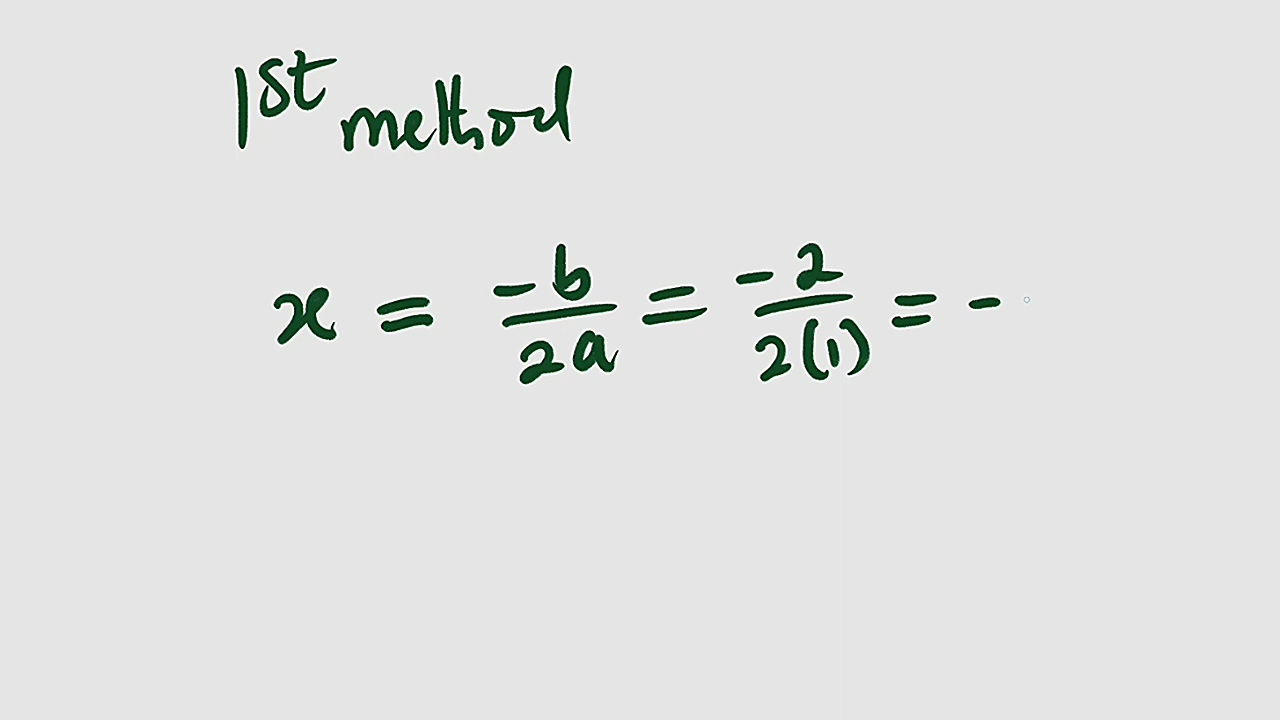 1st method
x = -b/2a = -2/2(1) = -